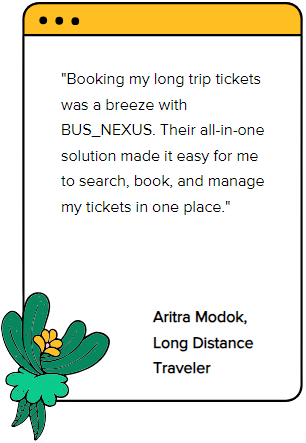 "Booking my long trip tickets
was a breeze with
BUS_NEXUS. Their all-in-one
solution made it easy for me
to search, book, and manage
my tickets in one place."
Aritra Modok,
Long Distance
Traveler